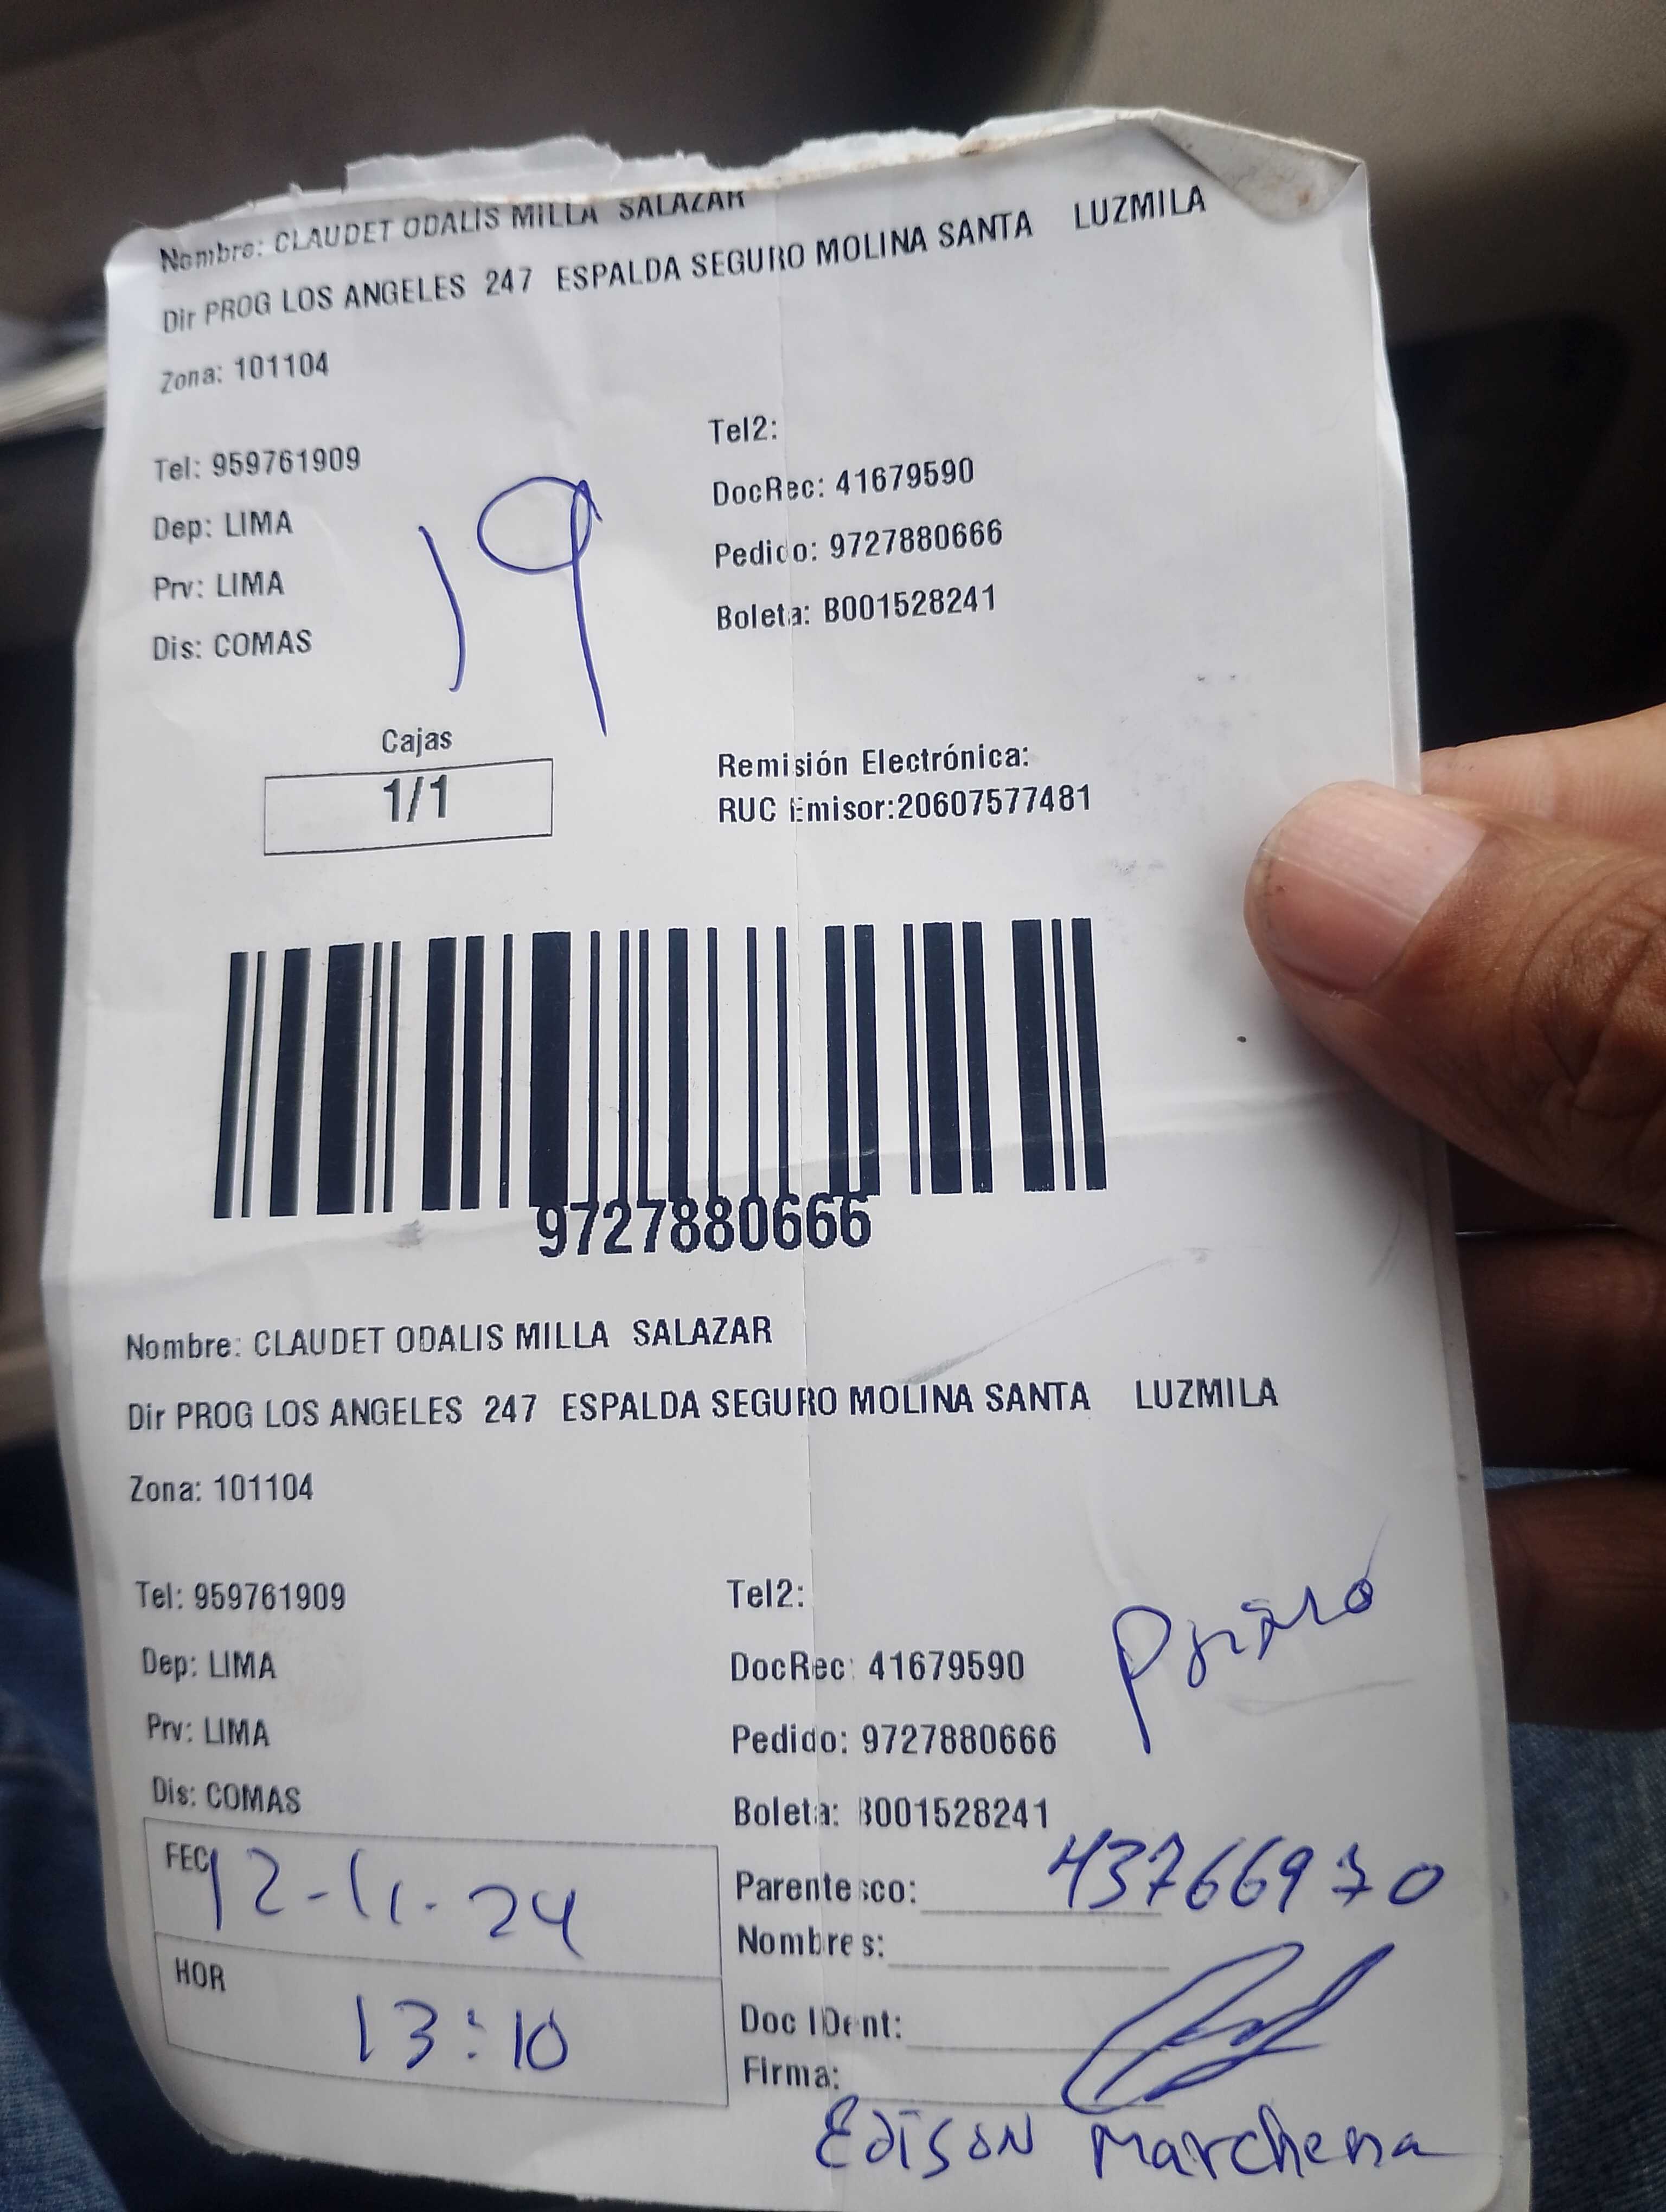 Nombre: CLAUDET ODALIS MILLA SALAZAR
Dir PROG LOS ANGELES 247 ESPALDA SEGURO MOLINA SANTA LUZMILA
Zona: 101104
Tel: 959761909
Tel2:
Dep: LIMA
DocRec: 41679590
Prv: LIMA
Pedido: 9727880666
Dis: COMAS
Boleta: B001528241
19
Cajas
1/1
Remisión Electrónica:
RUC Emisor:20607577481
9727880666
Nombre: CLAUDET ODALIS MILLA SALAZAR
Dir PROG LOS ANGELES 247 ESPALDA SEGURO MOLINA SANTA LUZMILA
Zona: 101104
Tel: 959761909
Tel2:
Dep: LIMA
DocRec: 41679590
Prv: LIMA
Pedido: 9727880666
Dis: COMAS
Boleta: B001528241
FEC 12-11-24
HOR 13:10
Parentesco: 43766970
Nombres:
Doc IDent:
Firma:
Edison Marchena